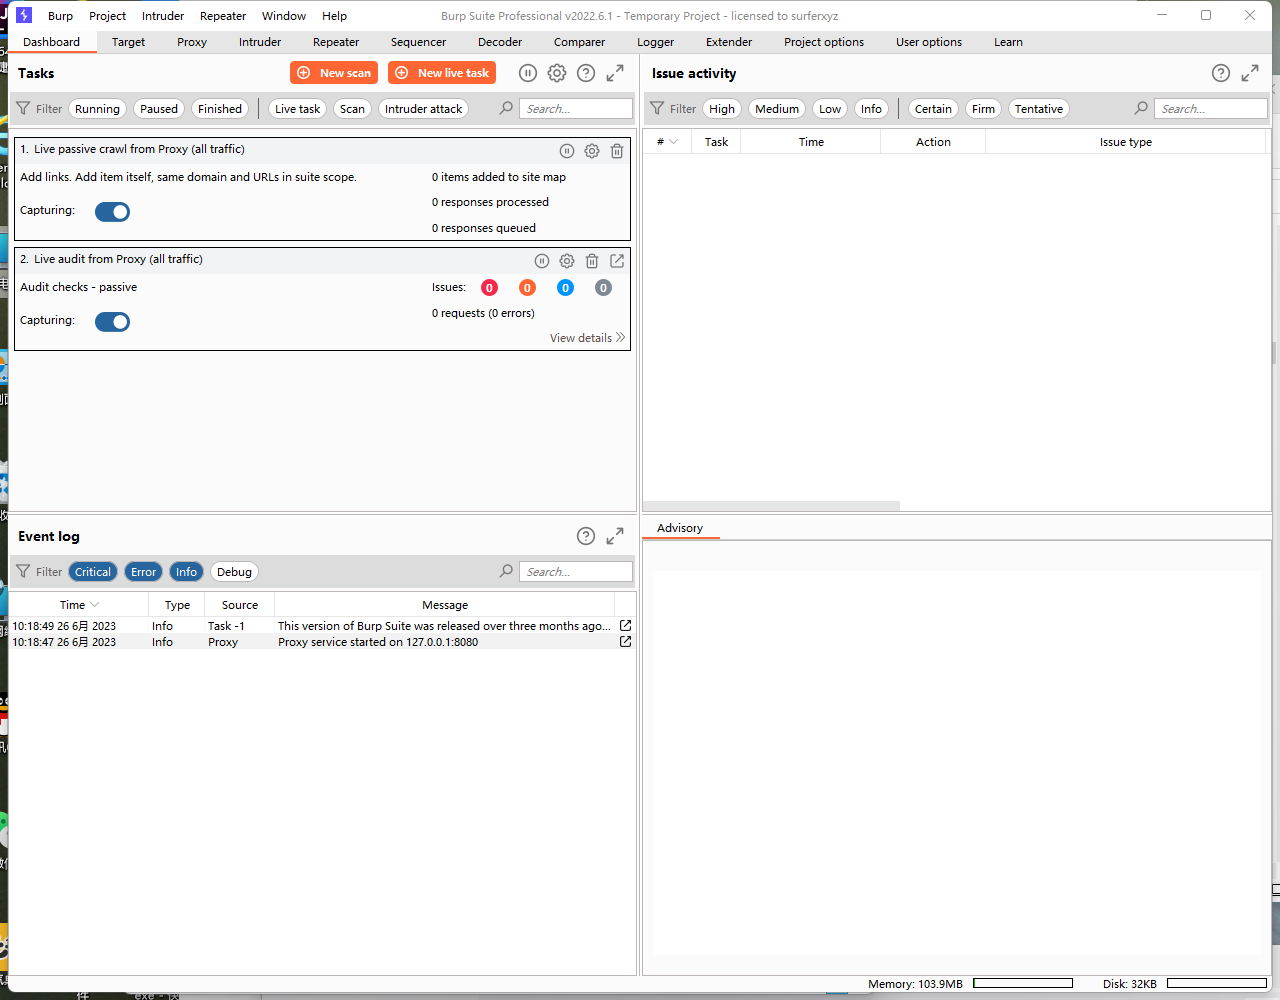 Burp Project Intruder Repeater Window Help Burp Suite Professional v2022.6.1 - Temporary Project - licensed to surferxyz
Dashboard Target Proxy Intruder Repeater Sequencer Decoder Comparer Logger Extender Project options User options Learn
Tasks New scan New live task
Filter Running Paused Finished Live task Scan Intruder attack Search...
1. Live passive crawl from Proxy (all traffic)
Add links. Add item itself, same domain and URLs in suite scope. 0 items added to site map
0 responses processed
Capturing:
0 responses queued
2. Live audit from Proxy (all traffic)
Audit checks - passive Issues: 0 0 0 0
0 requests (0 errors)
Capturing:
View details
Issue activity
Filter High Medium Low Info Certain Firm Tentative Search...
# Task Time Action Issue type
Event log
Filter Critical Error Info Debug Search...
Time Type Source Message
10:18:49 26 6月 2023 Info Task -1 This version of Burp Suite was released over three months ago...
10:18:47 26 6月 2023 Info Proxy Proxy service started on 127.0.0.1:8080
Advisory
Memory: 103.9MB Disk: 32KB